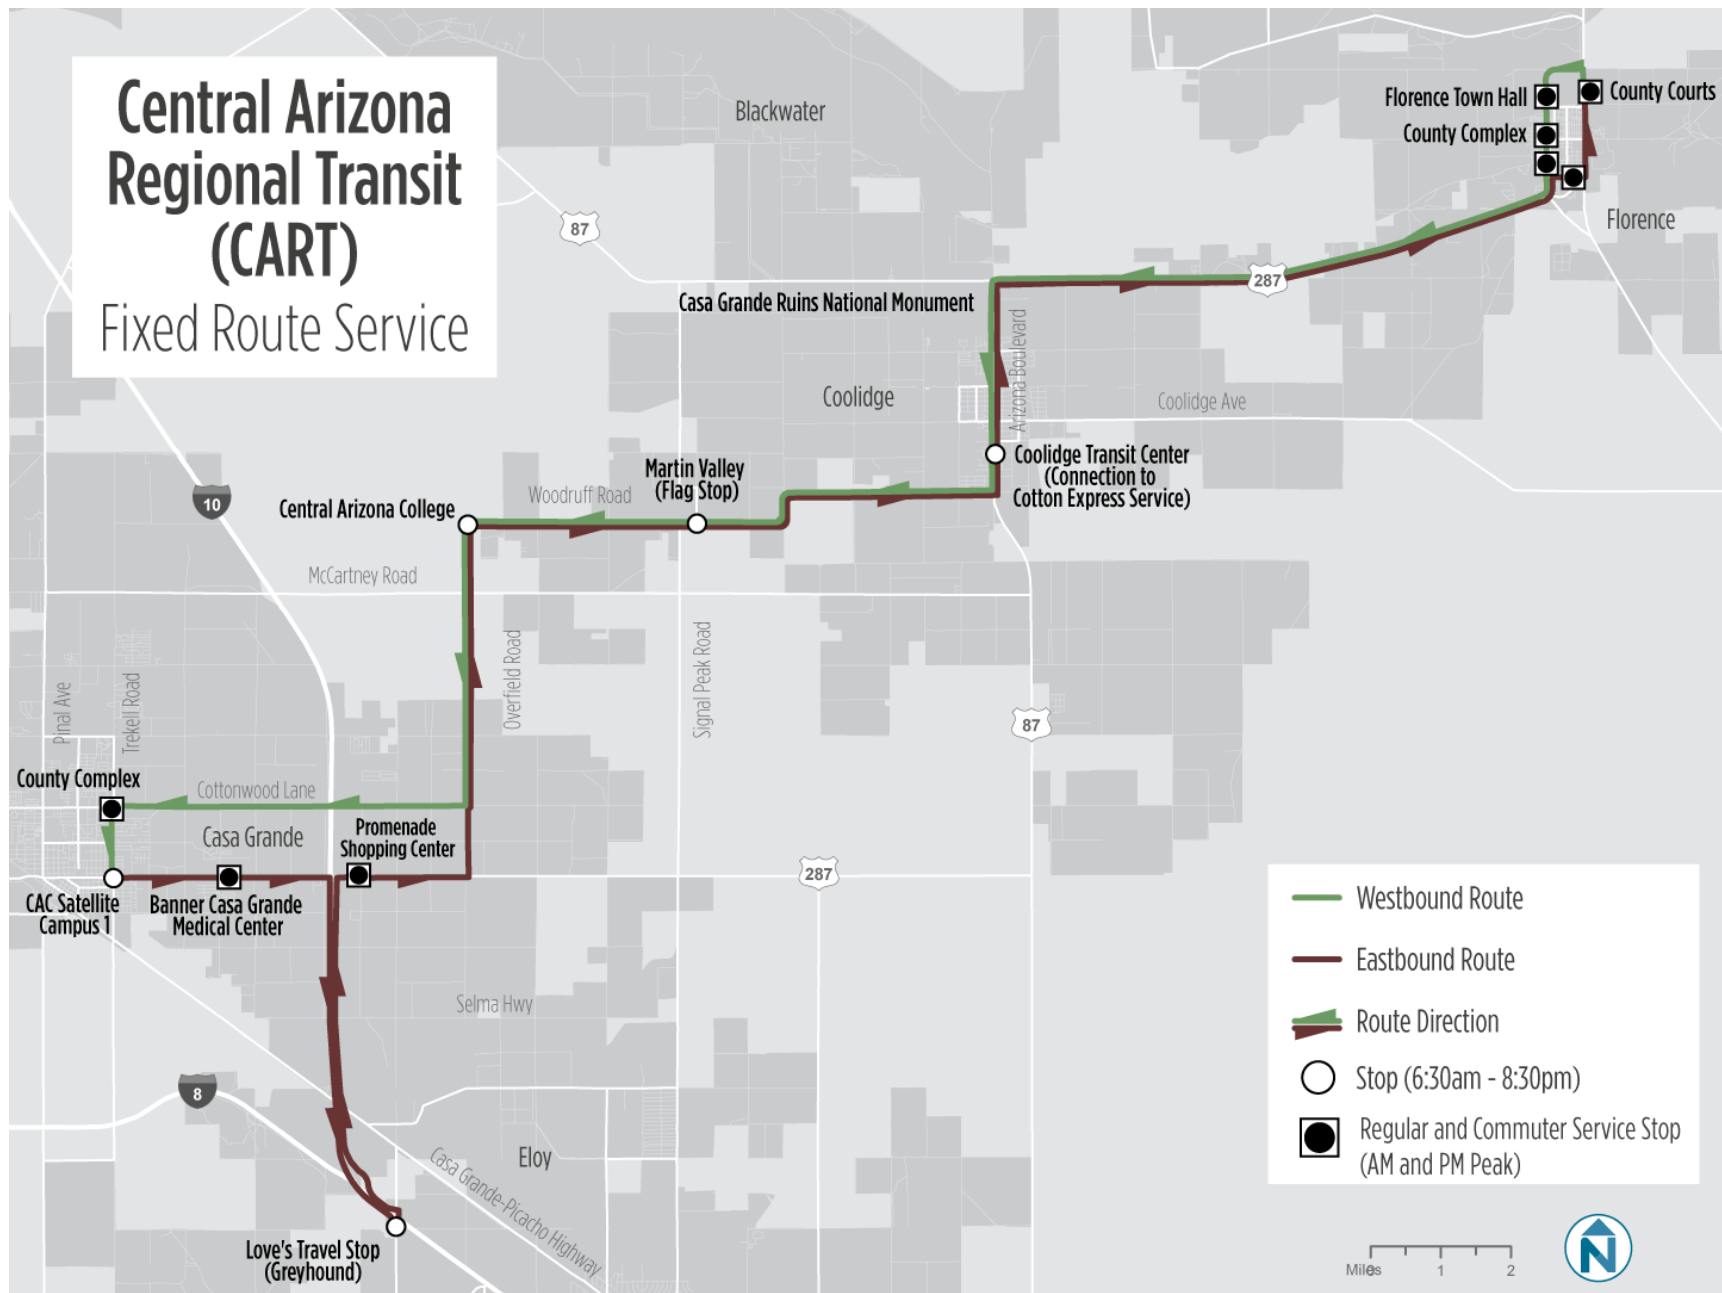 Central Arizona
Regional Transit
(CART)
Fixed Route Service
Blackwater
87
Florence Town Hall
County Courts
County Complex
Florence
287
Casa Grande Ruins National Monument
Arizona Boulevard
Coolidge
Coolidge Ave
Coolidge Transit Center
(Connection to
Cotton Express Service)
Martin Valley
(Flag Stop)
Woodruff Road
10
Central Arizona College
McCartney Road
Overfield Road
Signal Peak Road
Pinal Ave
Trekell Road
87
County Complex
Cottonwood Lane
Casa Grande
Promenade
Shopping Center
287
CAC Satellite
Campus 1
Banner Casa Grande
Medical Center
Selma Hwy
8
Eloy
Casa Grande-Picacho Highway
Love's Travel Stop
(Greyhound)
Westbound Route
Eastbound Route
Route Direction
Stop (6:30am - 8:30pm)
Regular and Commuter Service Stop
(AM and PM Peak)
Miles 0 1 2
N